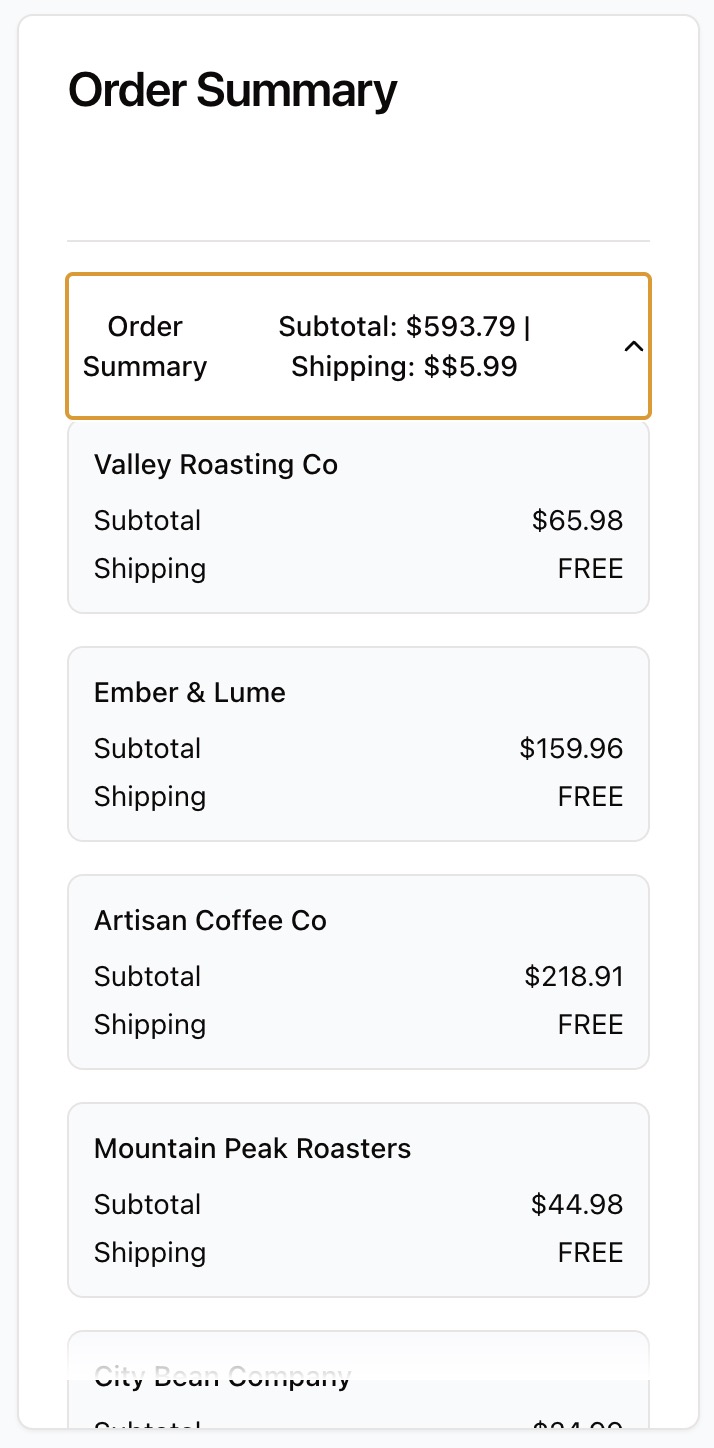 Order Summary
Order
Summary
Subtotal: $593.79 |
Shipping: $$5.99
Valley Roasting Co
Subtotal $65.98
Shipping FREE
Ember & Lume
Subtotal $159.96
Shipping FREE
Artisan Coffee Co
Subtotal $218.91
Shipping FREE
Mountain Peak Roasters
Subtotal $44.98
Shipping FREE
City Bean Company
Subtotal